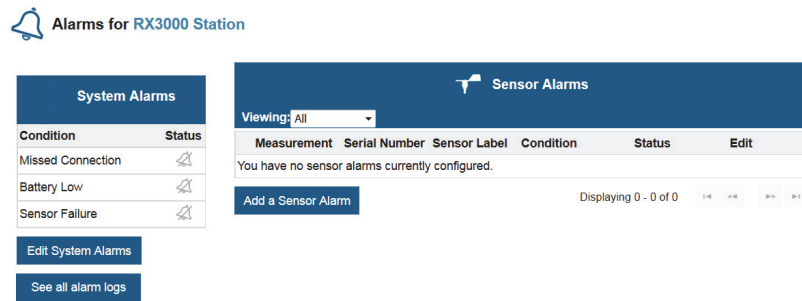 Alarms for RX3000 Station
System Alarms
Condition Status
Missed Connection
Battery Low
Sensor Failure
Edit System Alarms
See all alarm logs
Sensor Alarms
Viewing: All
Measurement Serial Number Sensor Label Condition Status Edit
You have no sensor alarms currently configured.
Add a Sensor Alarm
Displaying 0 - 0 of 0